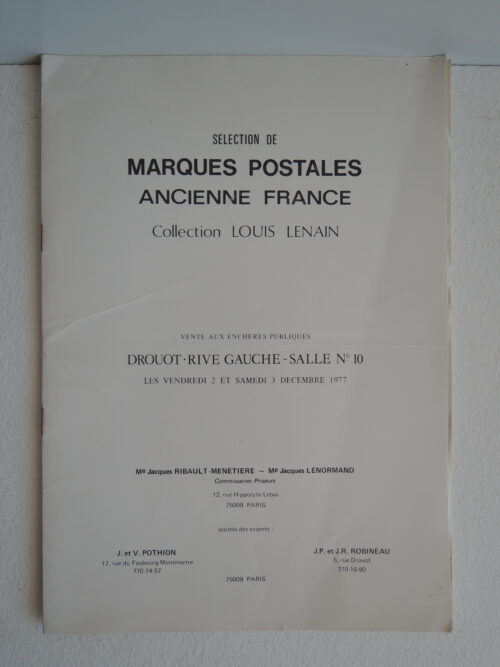 SELECTION DE
MARQUES POSTALES
ANCIENNE FRANCE
Collection LOUIS LENAIN
VENTE AUX ENCHERES PUBLIQUES
DROUOT-RIVE GAUCHE-SALLE N° 10
LES VENDREDI 2 ET SAMEDI 3 DECEMBRE 1977
Me Jacques RIBAULT-MENETIERE – Me Jacques LENORMAND
Commissaires-Priseurs
12, rue Hippolyte-Lebas
75009 PARIS
assistés des experts :
J. et V. POTHION
17, rue du Faubourg-Montmartre
770-74-57
J.P. et J.R. ROBINEAU
5, rue Drouot
770-16-90
75009 PARIS